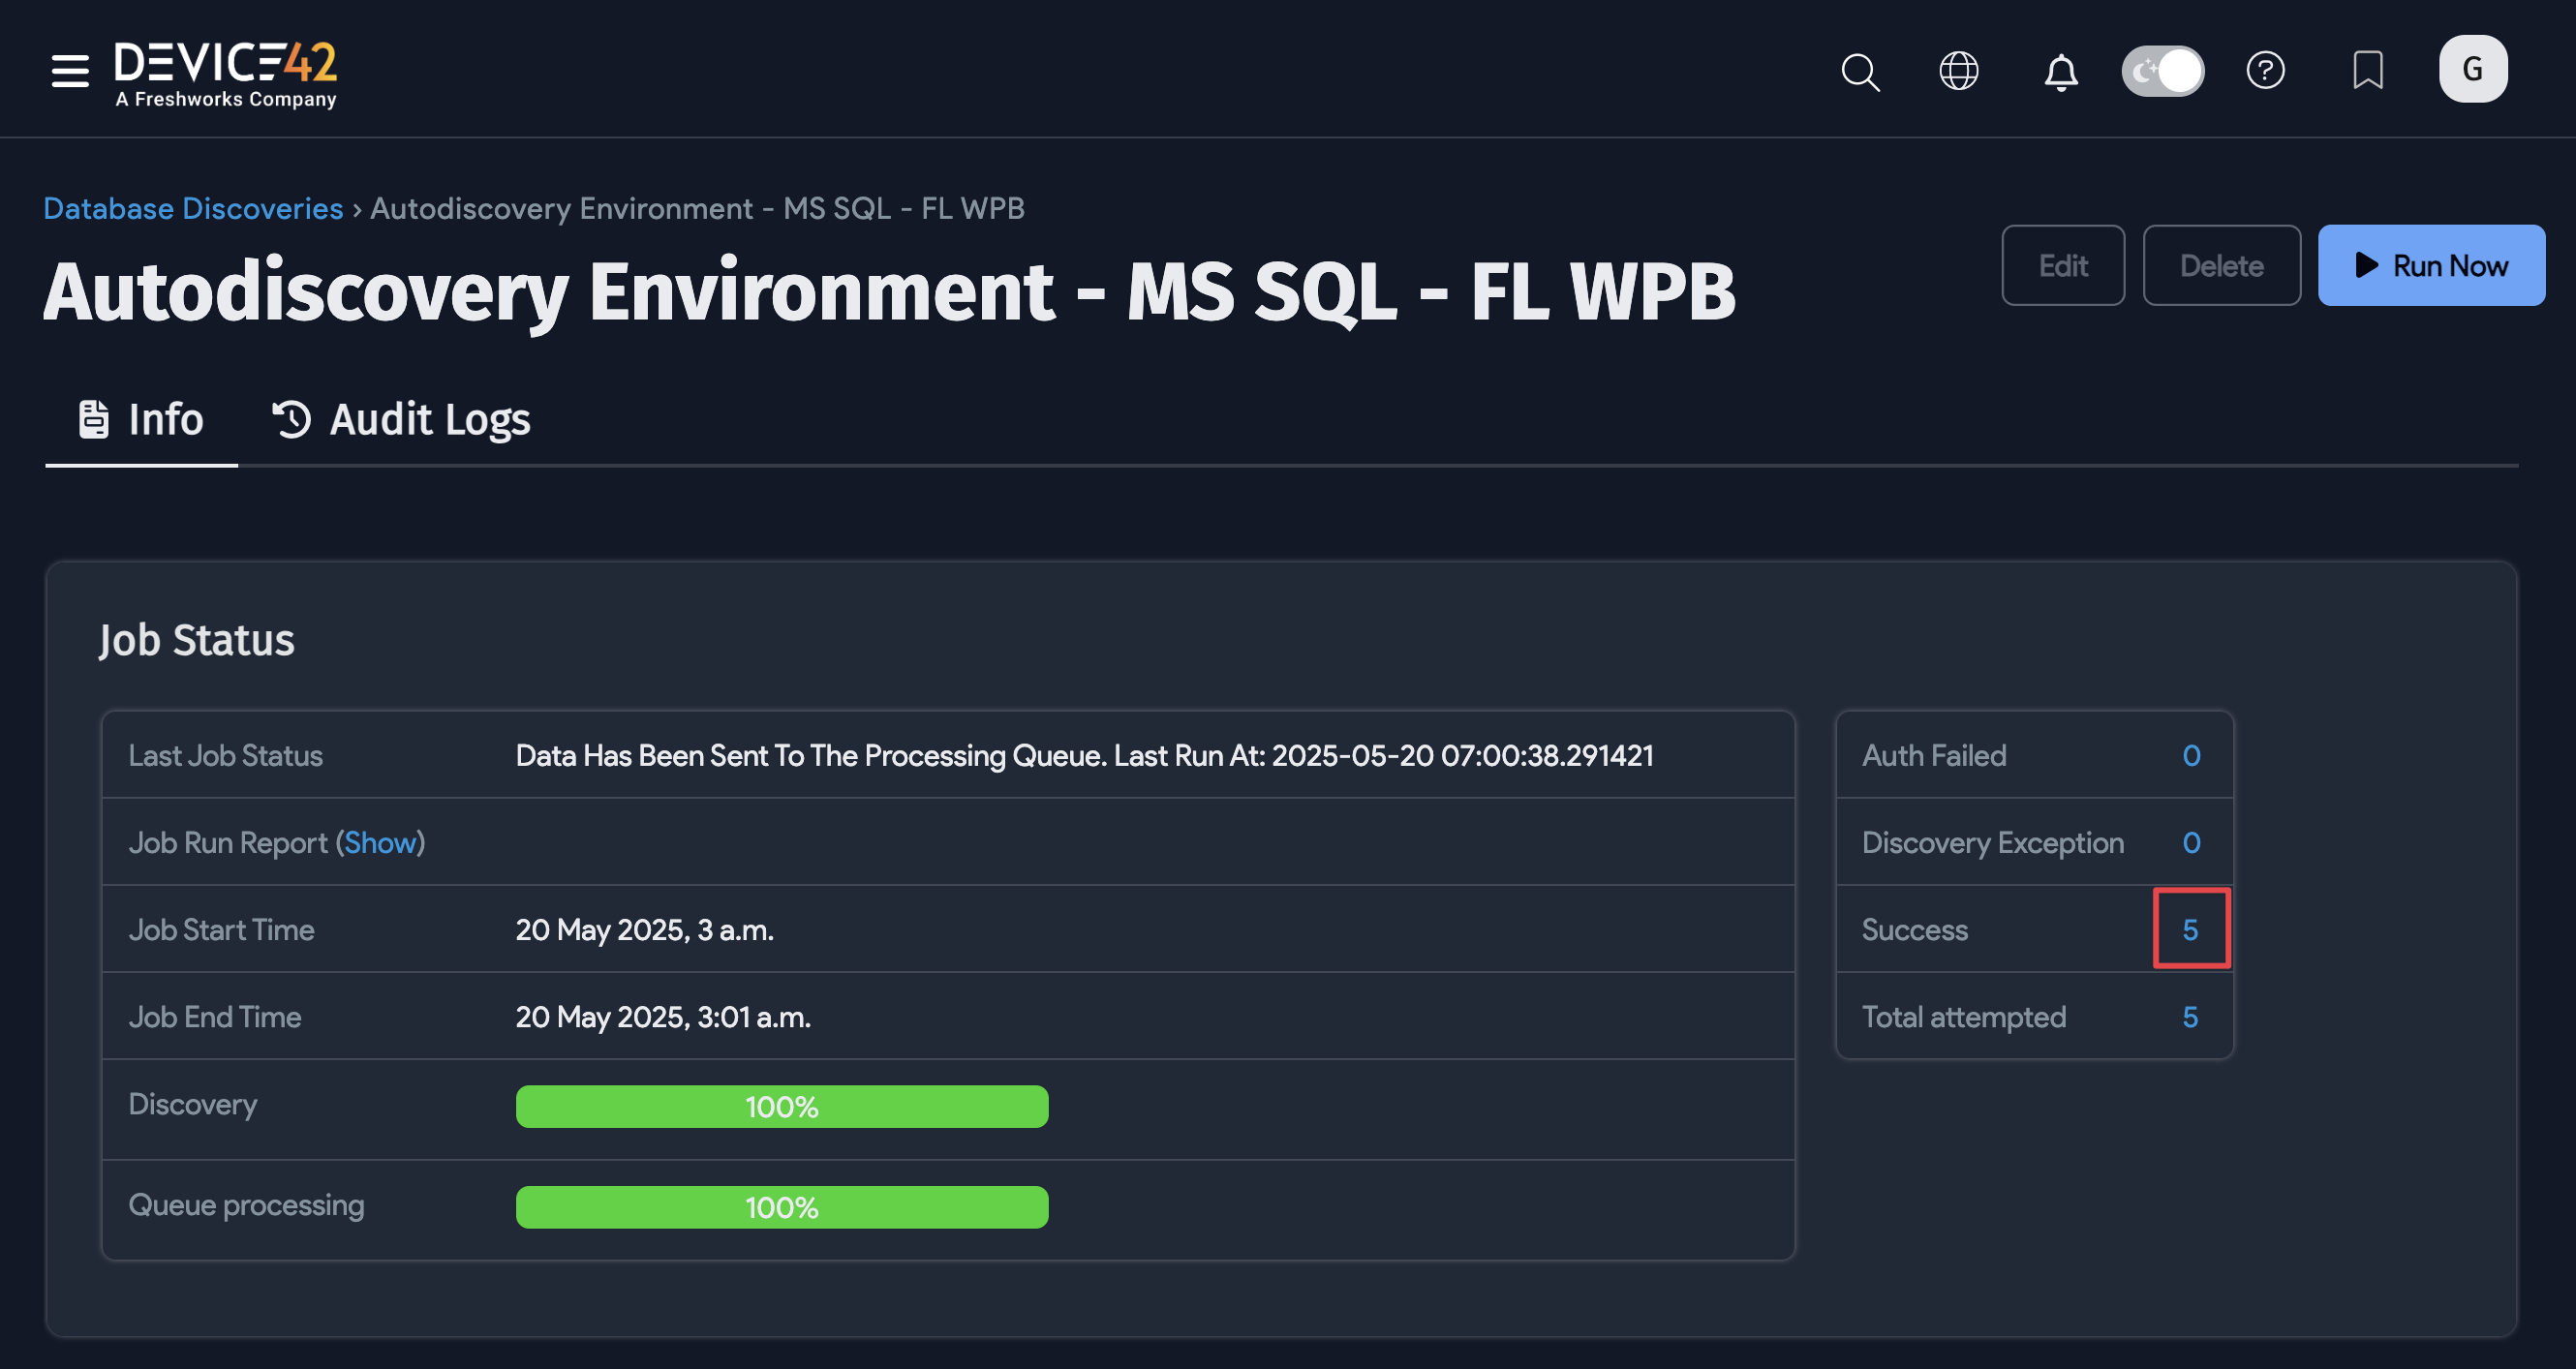 DEVICE42
A Freshworks Company
G
Database Discoveries › Autodiscovery Environment - MS SQL - FL WPB
Autodiscovery Environment - MS SQL - FL WPB
Edit
Delete
Run Now
Info
Audit Logs
Job Status
Last Job Status Data Has Been Sent To The Processing Queue. Last Run At: 2025-05-20 07:00:38.291421
Job Run Report (Show)
Job Start Time 20 May 2025, 3 a.m.
Job End Time 20 May 2025, 3:01 a.m.
Discovery 100%
Queue processing 100%
Auth Failed 0
Discovery Exception 0
Success 5
Total attempted 5